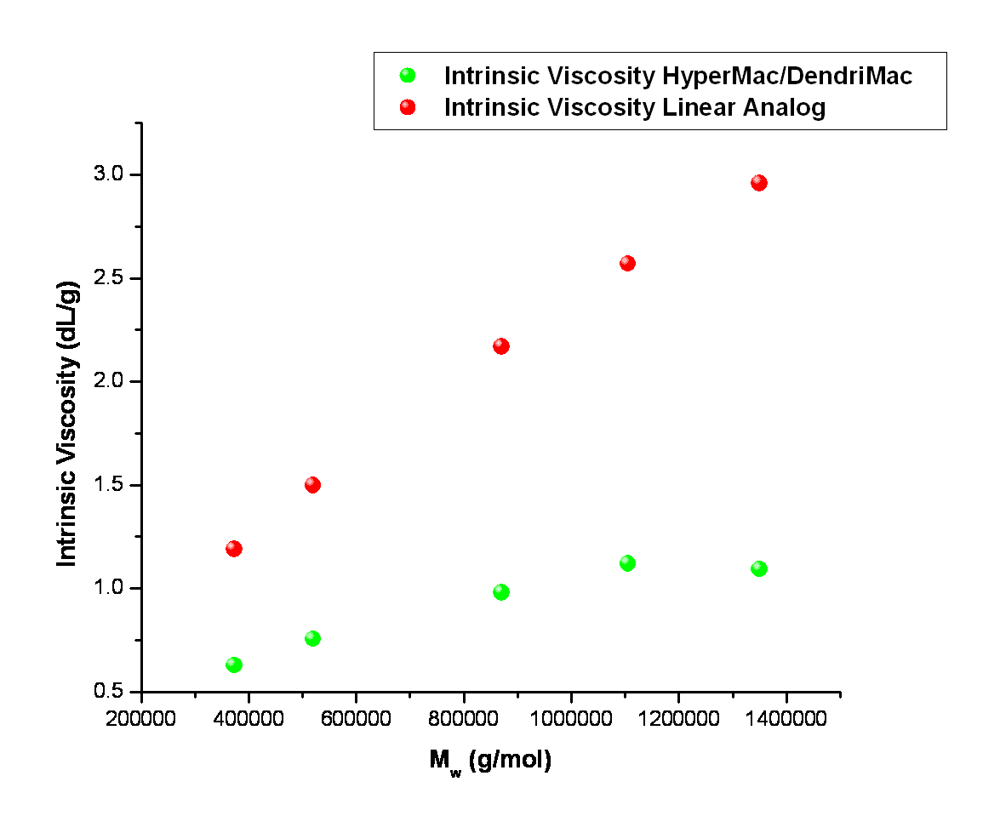 Intrinsic Viscosity HyperMac/DendriMac
Intrinsic Viscosity Linear Analog
3.0
2.5
2.0
1.5
1.0
0.5
Intrinsic Viscosity (dL/g)
200000 400000 600000 800000 1000000 1200000 1400000
Mw (g/mol)